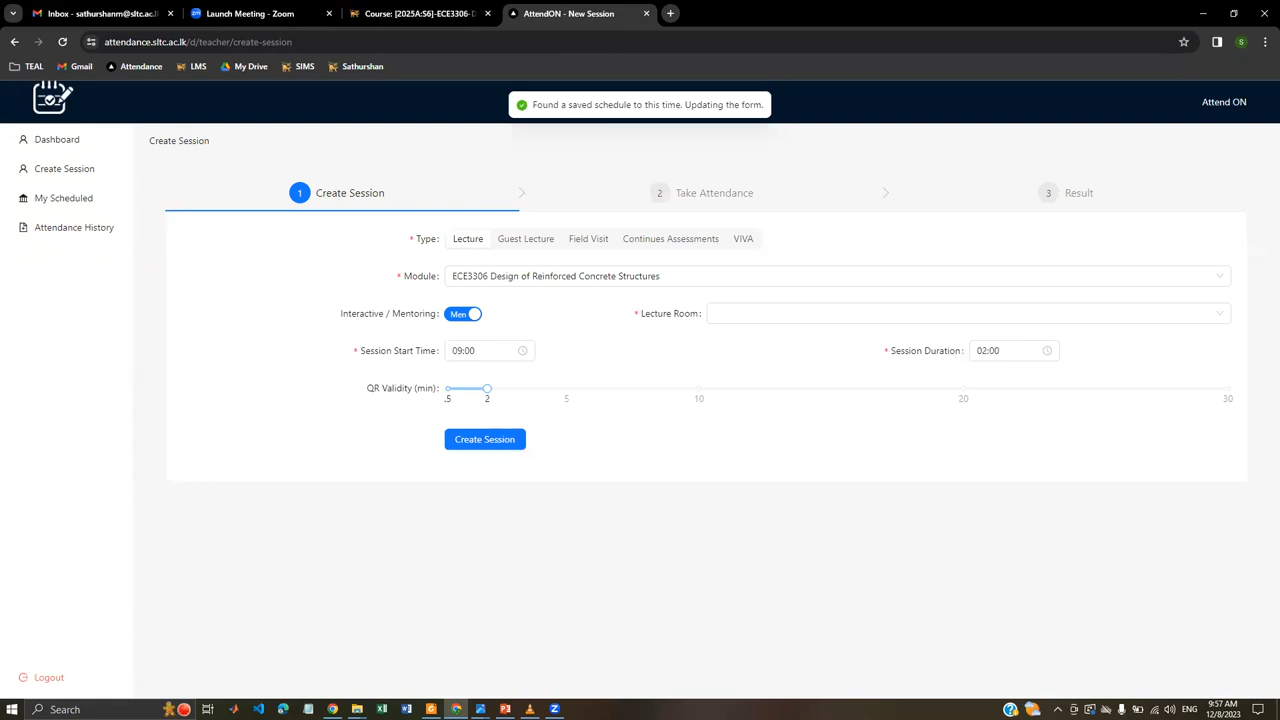 Inbox - sathurshanm@sltc.ac.l
Launch Meeting - Zoom
Course: [2025A:S6]-ECE3306-D
AttendON - New Session
attendance.sltc.ac.lk/d/teacher/create-session
S
TEAL
Gmail
Attendance
LMS
My Drive
SIMS
Sathurshan
Found a saved schedule to this time. Updating the form.
Attend ON
Dashboard
Create Session
My Scheduled
Attendance History
Logout
Create Session
1 Create Session
2 Take Attendance
3 Result
* Type: Lecture Guest Lecture Field Visit Continues Assessments VIVA
* Module: ECE3306 Design of Reinforced Concrete Structures
Interactive / Mentoring: Men * Lecture Room:
* Session Start Time: 09:00 * Session Duration: 02:00
QR Validity (min):
.5 2 5 10 20 30
Create Session
Search
9:57 AM
12/8/2023